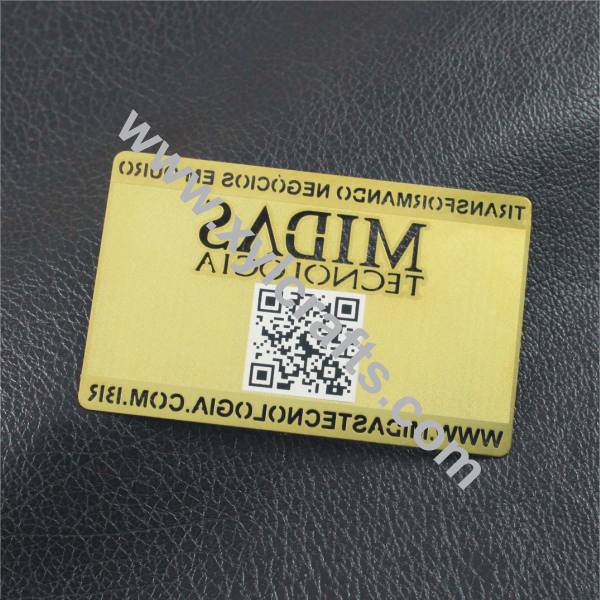 TRANSFORMANDO NEGÓCIOS EM OURO
MIDAS
TECNOLOGIA
WWW.MIDASTECNOLOGIA.COM.BR
www.xylcrafts.com